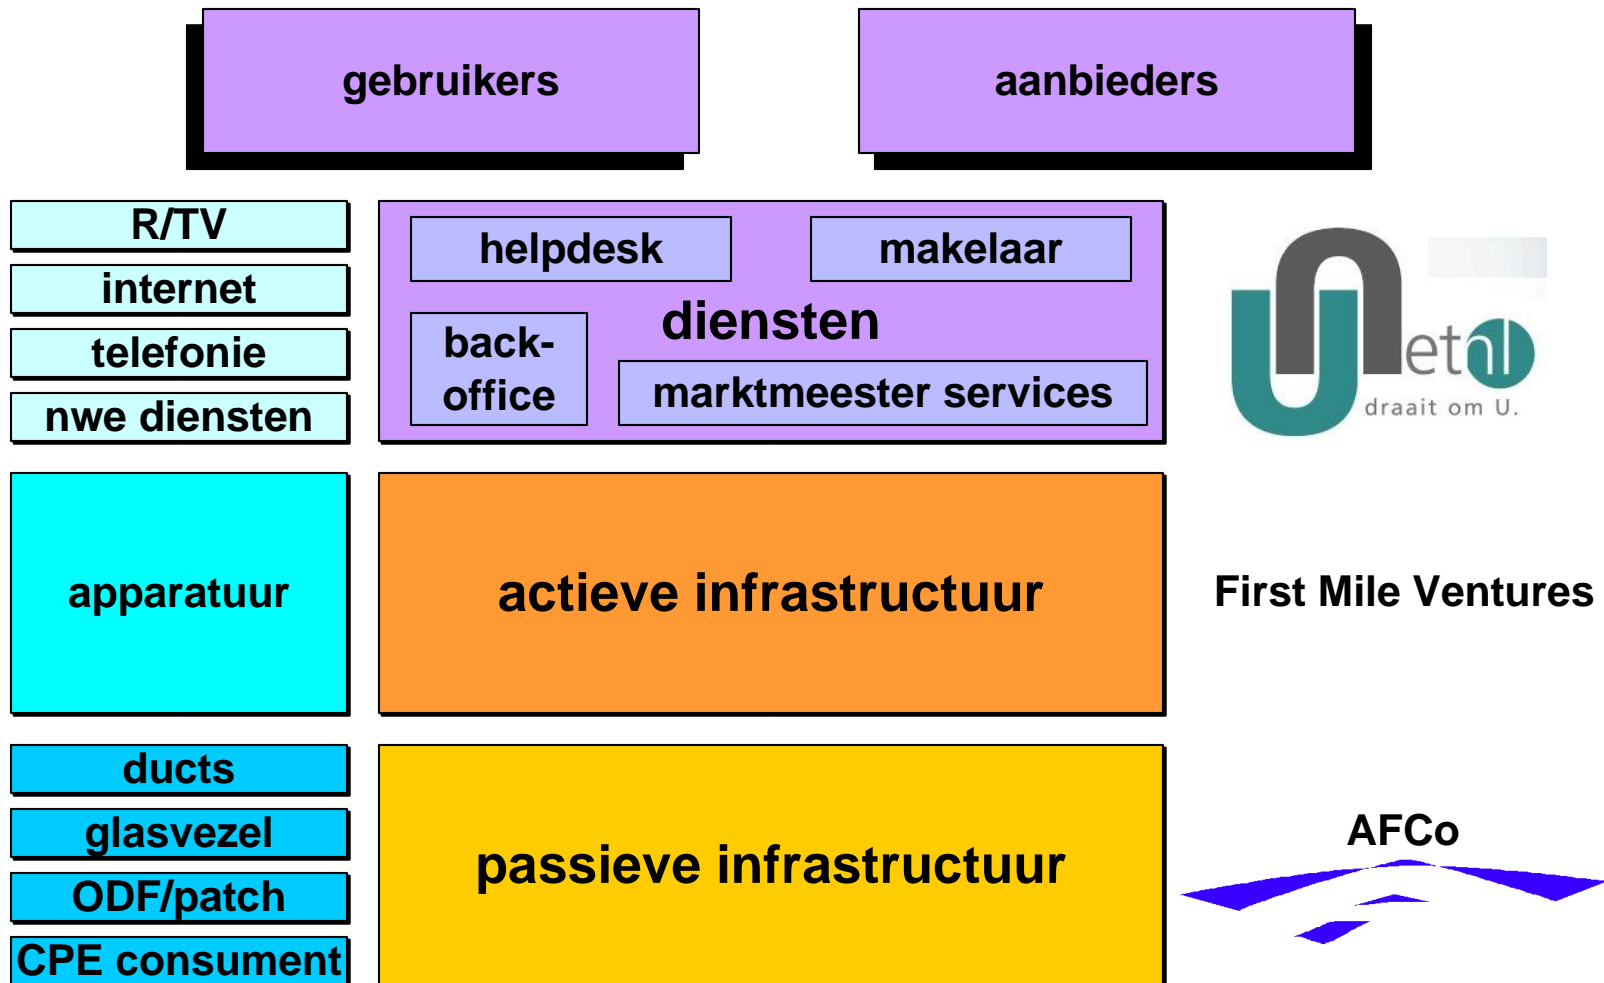 gebruikers
aanbieders
R/TV
internet
telefonie
nwe diensten
helpdesk
makelaar
diensten
back-
office
marktmeester services
Unetnl
draait om U.
apparatuur
actieve infrastructuur
First Mile Ventures
ducts
glasvezel
ODF/patch
CPE consument
passieve infrastructuur
AFCo